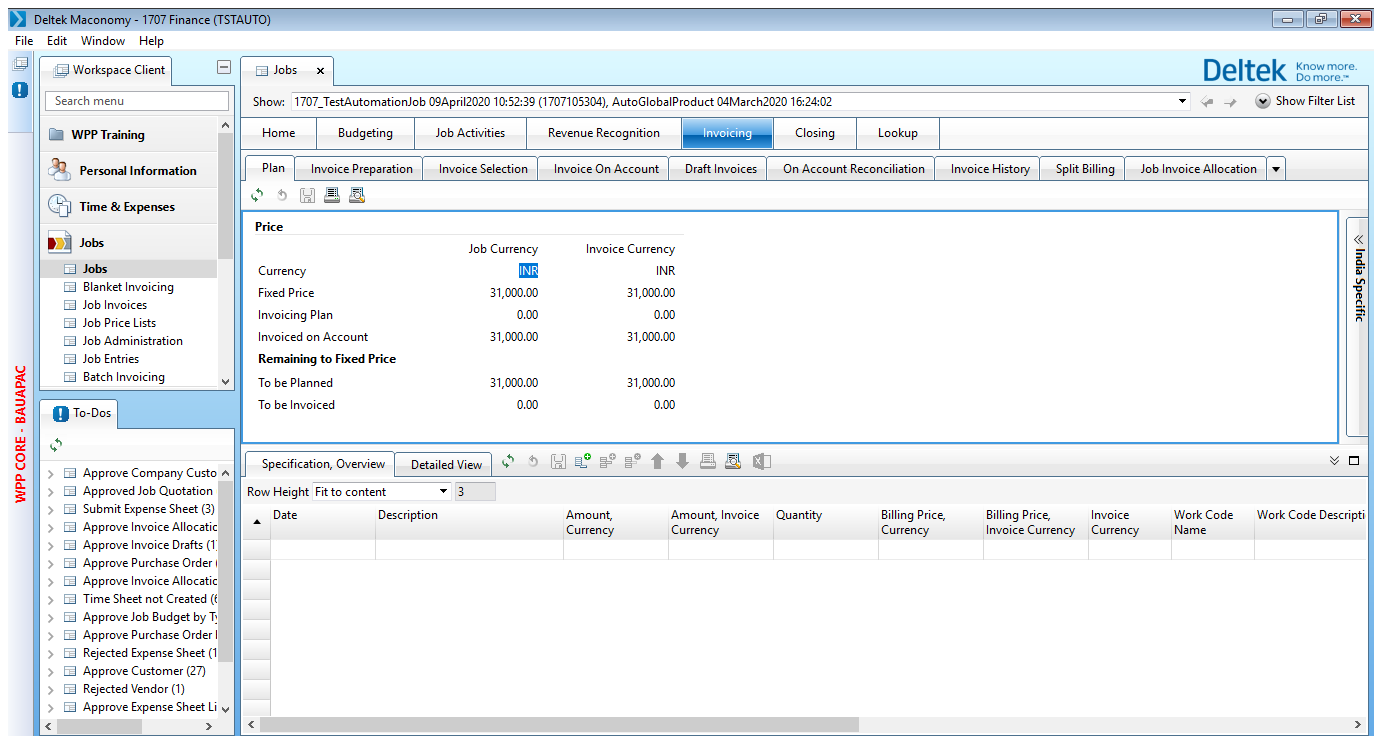 Deltek Maconomy - 1707 Finance (TSTAUTO)
File Edit Window Help
WPP CORE - BAUAPAC
Workspace Client
Search menu
WPP Training
Personal Information
Time & Expenses
Jobs
Jobs
Blanket Invoicing
Job Invoices
Job Price Lists
Job Administration
Job Entries
Batch Invoicing
To-Dos
Approve Company Custo
Approved Job Quotation
Submit Expense Sheet (3)
Approve Invoice Allocatic
Approve Invoice Drafts (1
Approve Purchase Order (
Approve Invoice Allocatic
Time Sheet not Created (6
Approve Job Budget by Ty
Approve Purchase Order
Rejected Expense Sheet (1
Approve Customer (27)
Rejected Vendor (1)
Approve Expense Sheet Li
Jobs x
Deltek Know more. Do more.™
Show: 1707_TestAutomationJob 09April2020 10:52:39 (1707105304), AutoGlobalProduct 04March2020 16:24:02 Show Filter List
Home Budgeting Job Activities Revenue Recognition Invoicing Closing Lookup
Plan Invoice Preparation Invoice Selection Invoice On Account Draft Invoices On Account Reconciliation Invoice History Split Billing Job Invoice Allocation
Price
Job Currency Invoice Currency
Currency INR INR
Fixed Price 31,000.00 31,000.00
Invoicing Plan 0.00 0.00
Invoiced on Account 31,000.00 31,000.00
Remaining to Fixed Price
To be Planned 31,000.00 31,000.00
To be Invoiced 0.00 0.00
India Specific
Specification, Overview Detailed View
Row Height Fit to content 3
Date Description Amount, Currency Amount, Invoice Currency Quantity Billing Price, Currency Billing Price, Invoice Currency Invoice Currency Work Code Name Work Code Descripti